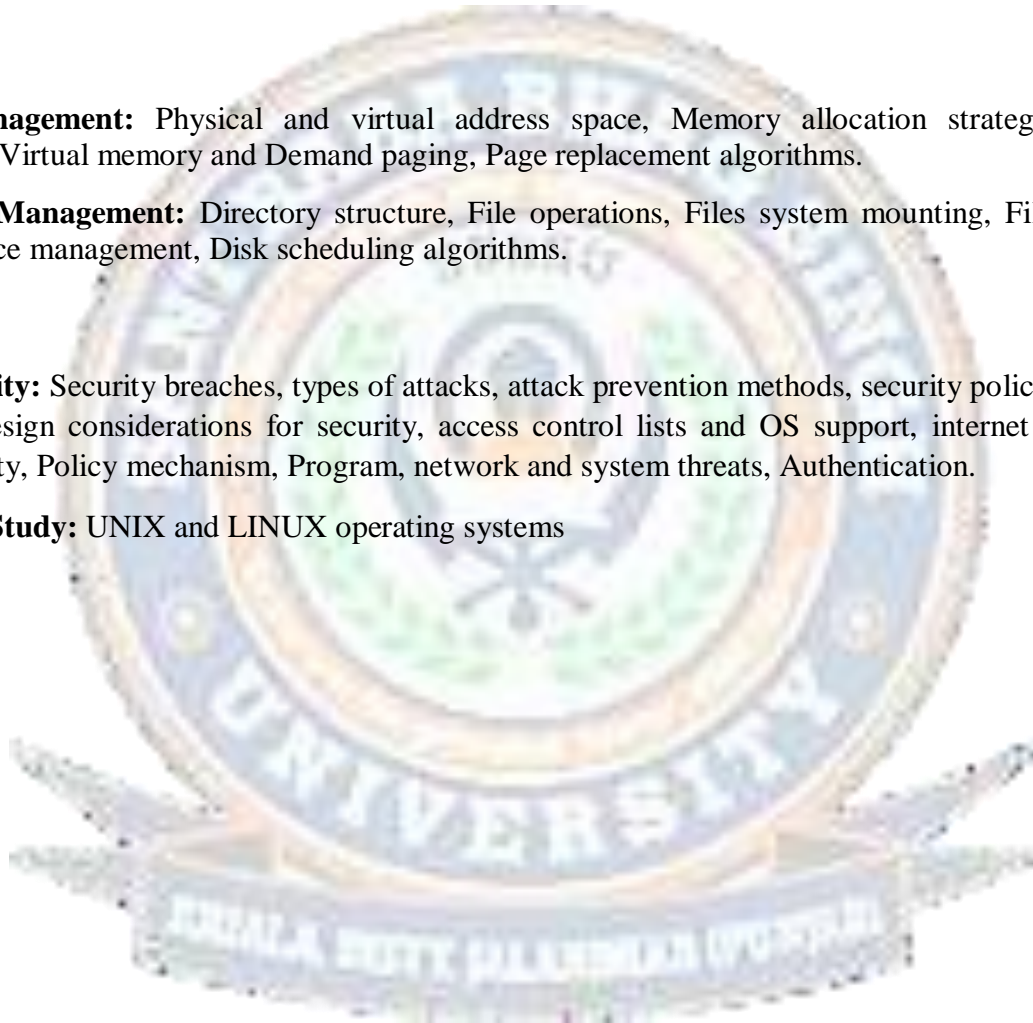 nagement: Physical and virtual address space, Memory allocation strateg
Virtual memory and Demand paging, Page replacement algorithms.
Management: Directory structure, File operations, Files system mounting, Fi
ce management, Disk scheduling algorithms.
ity: Security breaches, types of attacks, attack prevention methods, security polic
esign considerations for security, access control lists and OS support, internet
ty, Policy mechanism, Program, network and system threats, Authentication.
Study: UNIX and LINUX operating systems
UNIVERSITY